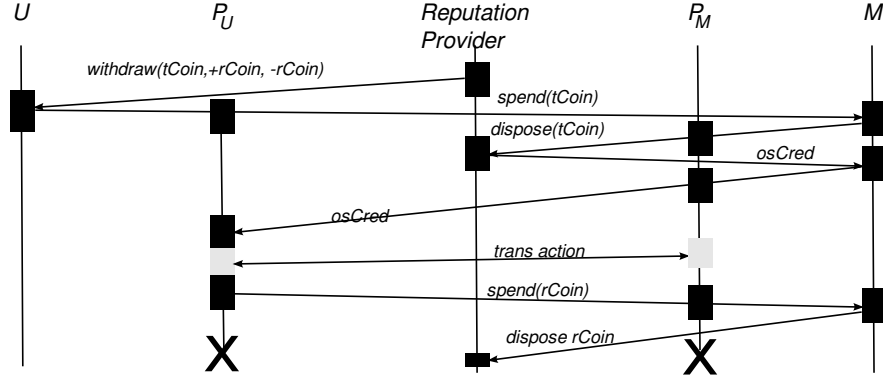 U
P_U
Reputation
Provider
P_M
M
withdraw(tCoin,+rCoin, -rCoin)
spend(tCoin)
dispose(tCoin)
osCred
osCred
trans action
spend(rCoin)
dispose rCoin
X
X